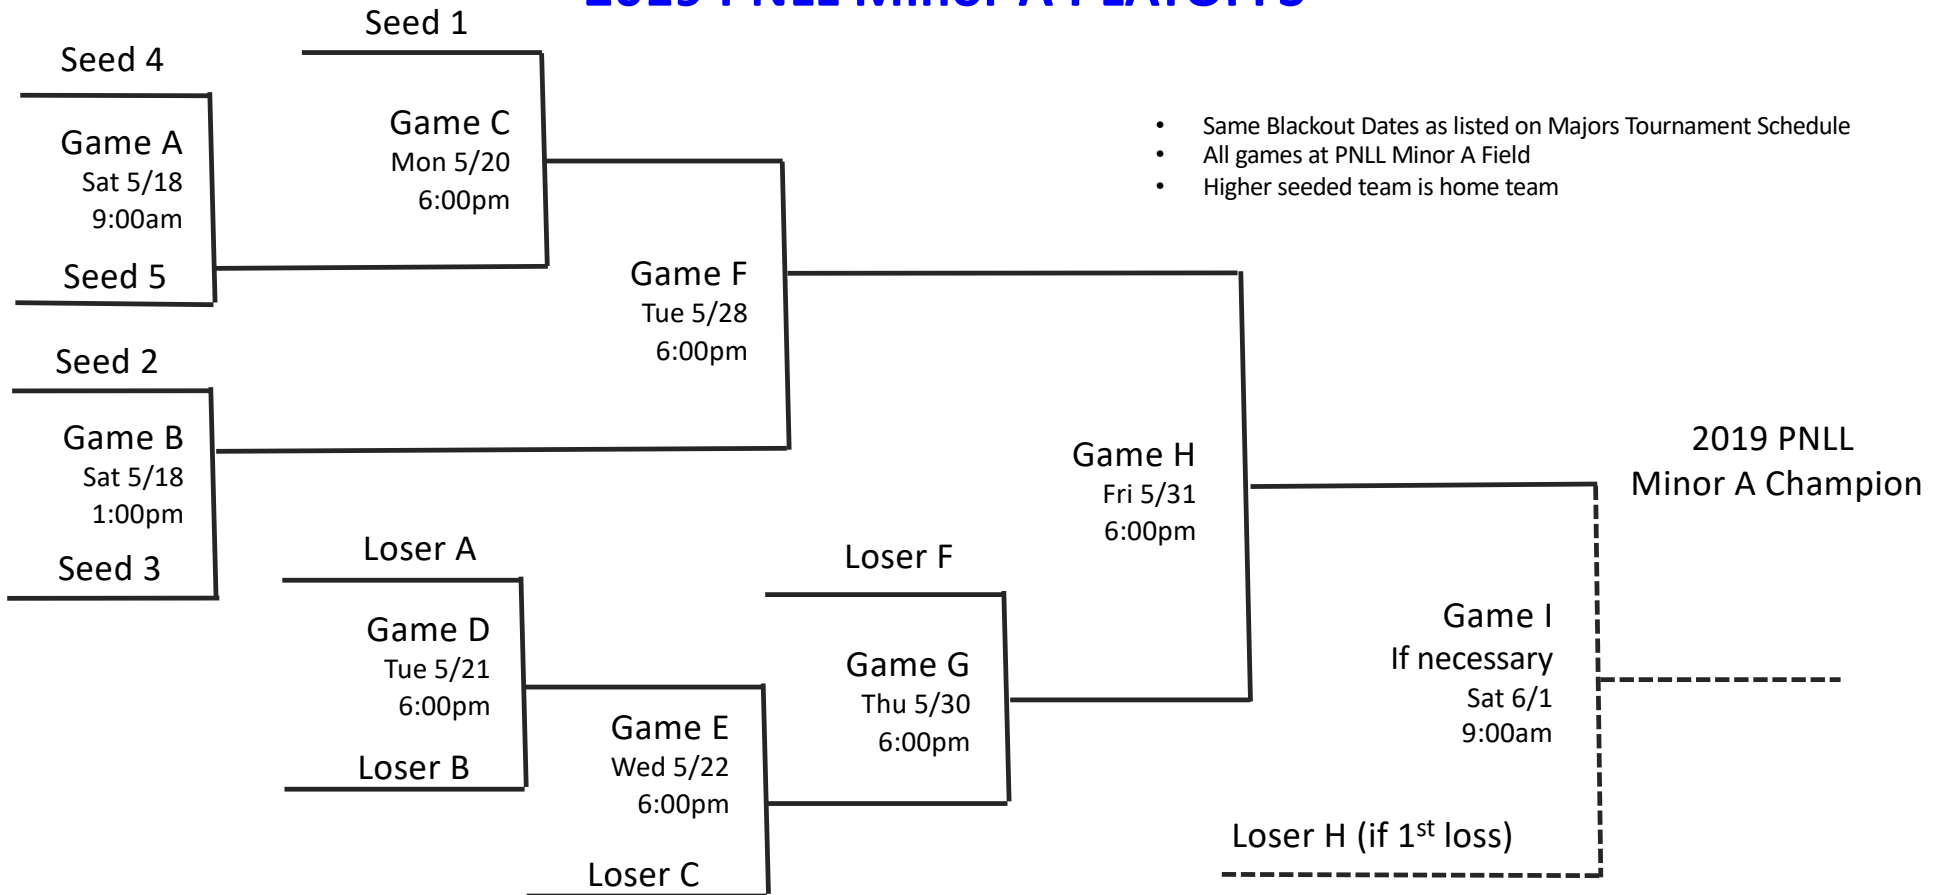 2019 PNLL Minor A PLAYOFFS
Seed 1
Seed 4
Game A
Sat 5/18
9:00am
Seed 5
Game C
Mon 5/20
6:00pm
• Same Blackout Dates as listed on Majors Tournament Schedule
• All games at PNLL Minor A Field
• Higher seeded team is home team
Game F
Tue 5/28
6:00pm
Seed 2
Game B
Sat 5/18
1:00pm
Seed 3
Game H
Fri 5/31
6:00pm
2019 PNLL
Minor A Champion
Loser A
Game D
Tue 5/21
6:00pm
Loser B
Loser F
Game G
Thu 5/30
6:00pm
Game E
Wed 5/22
6:00pm
Loser C
Game I
If necessary
Sat 6/1
9:00am
Loser H (if 1st loss)